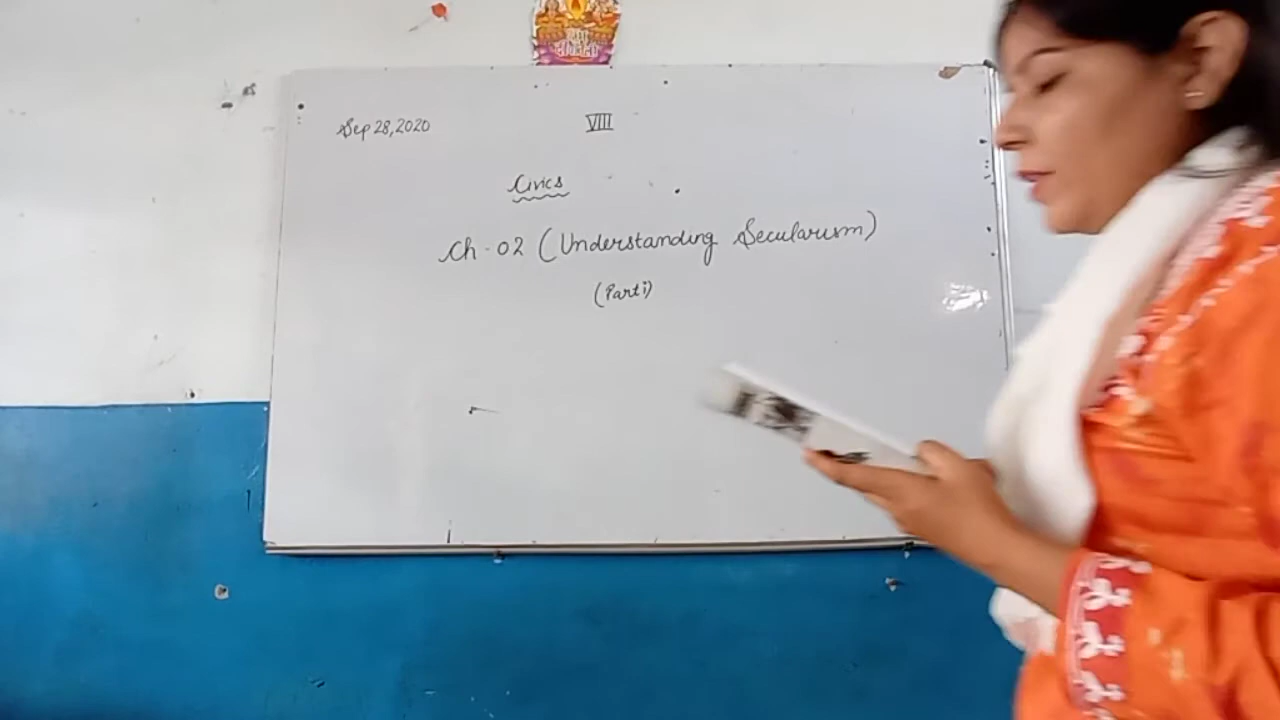 Sep 28, 2020
VIII
Civics
Ch - 02 (Understanding Secularism)
(Part i)